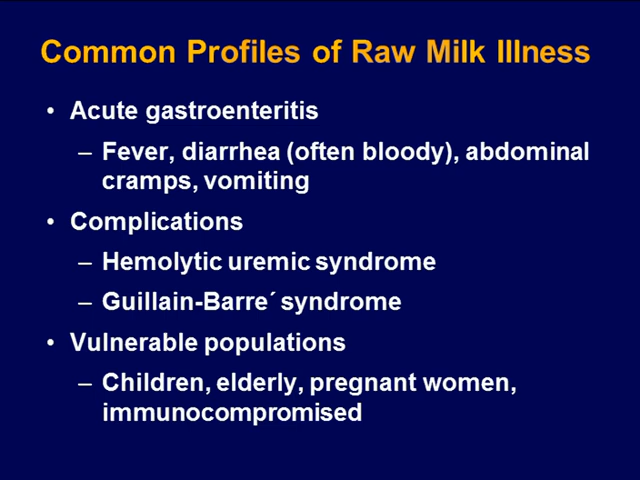 Common Profiles of Raw Milk Illness
• Acute gastroenteritis
– Fever, diarrhea (often bloody), abdominal
cramps, vomiting
• Complications
– Hemolytic uremic syndrome
– Guillain-Barre´ syndrome
• Vulnerable populations
– Children, elderly, pregnant women,
immunocompromised